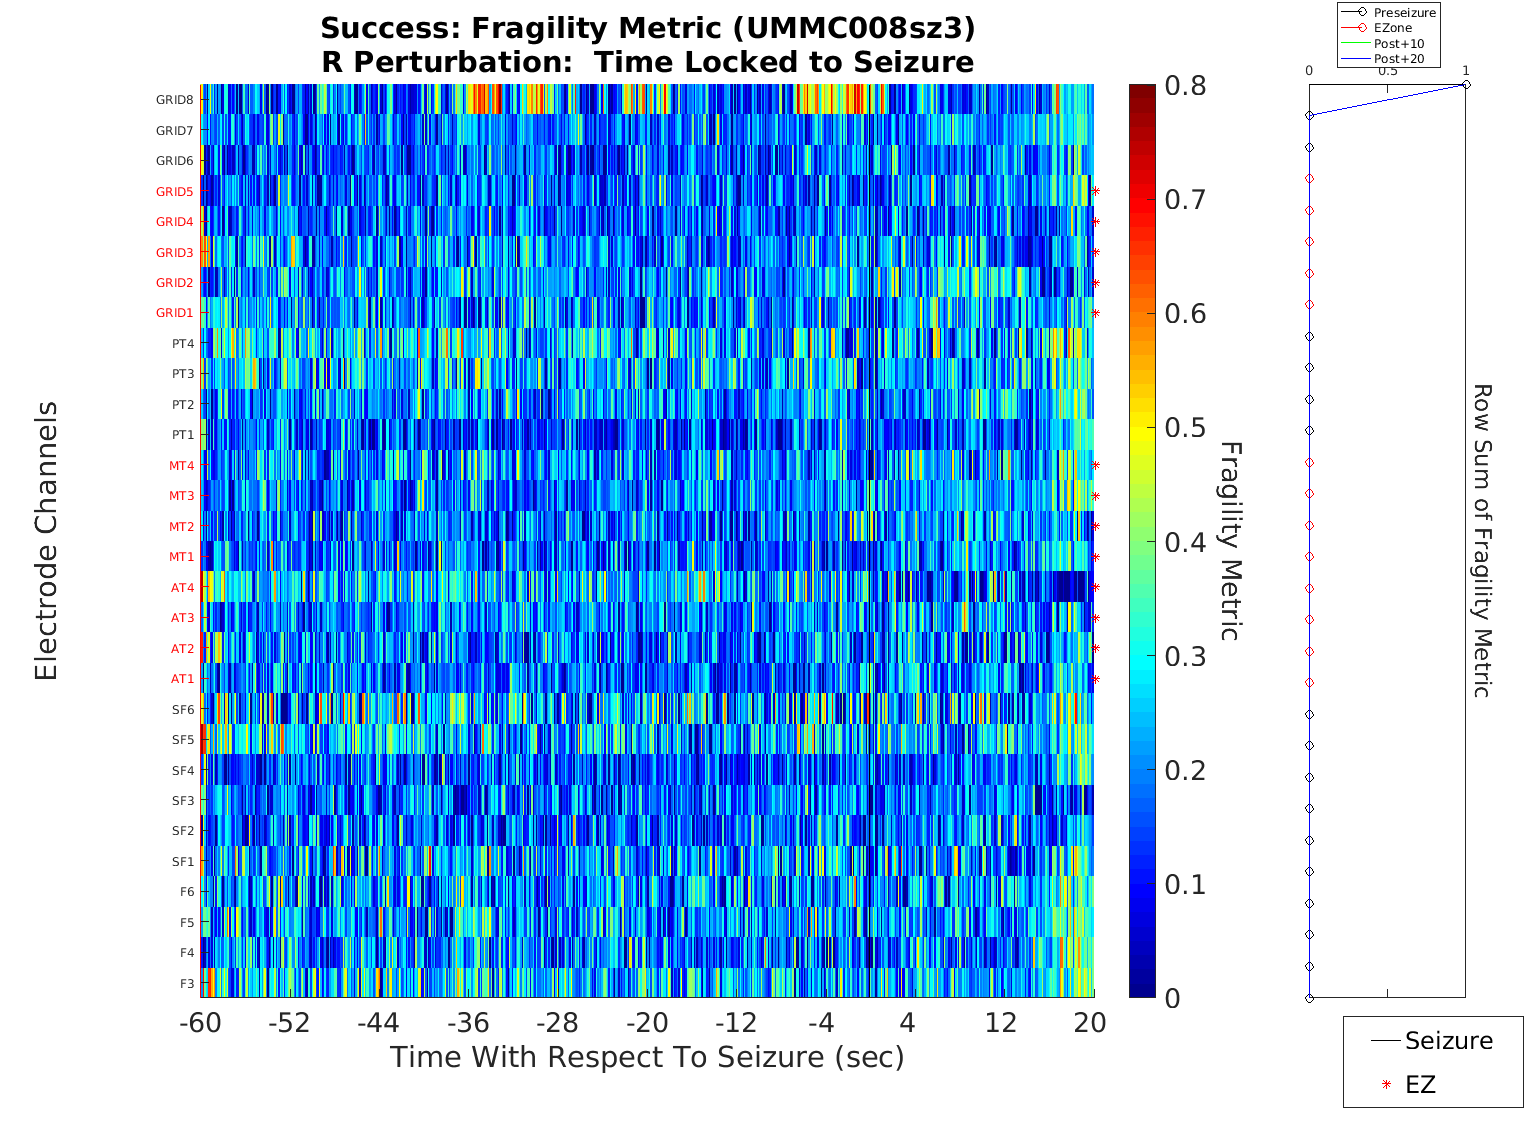 Success: Fragility Metric (UMMC008sz3)
R Perturbation:  Time Locked to Seizure
Electrode Channels
GRID8
GRID7
GRID6
GRID5
GRID4
GRID3
GRID2
GRID1
PT4
PT3
PT2
PT1
MT4
MT3
MT2
MT1
AT4
AT3
AT2
AT1
SF6
SF5
SF4
SF3
SF2
SF1
F6
F5
F4
F3
-60 -52 -44 -36 -28 -20 -12 -4 4 12 20
Time With Respect To Seizure (sec)
0.8
0.7
0.6
0.5
0.4
0.3
0.2
0.1
0
Fragility Metric
Preseizure
EZone
Post+10
Post+20
0 0.5 1
Row Sum of Fragility Metric
Seizure
EZ